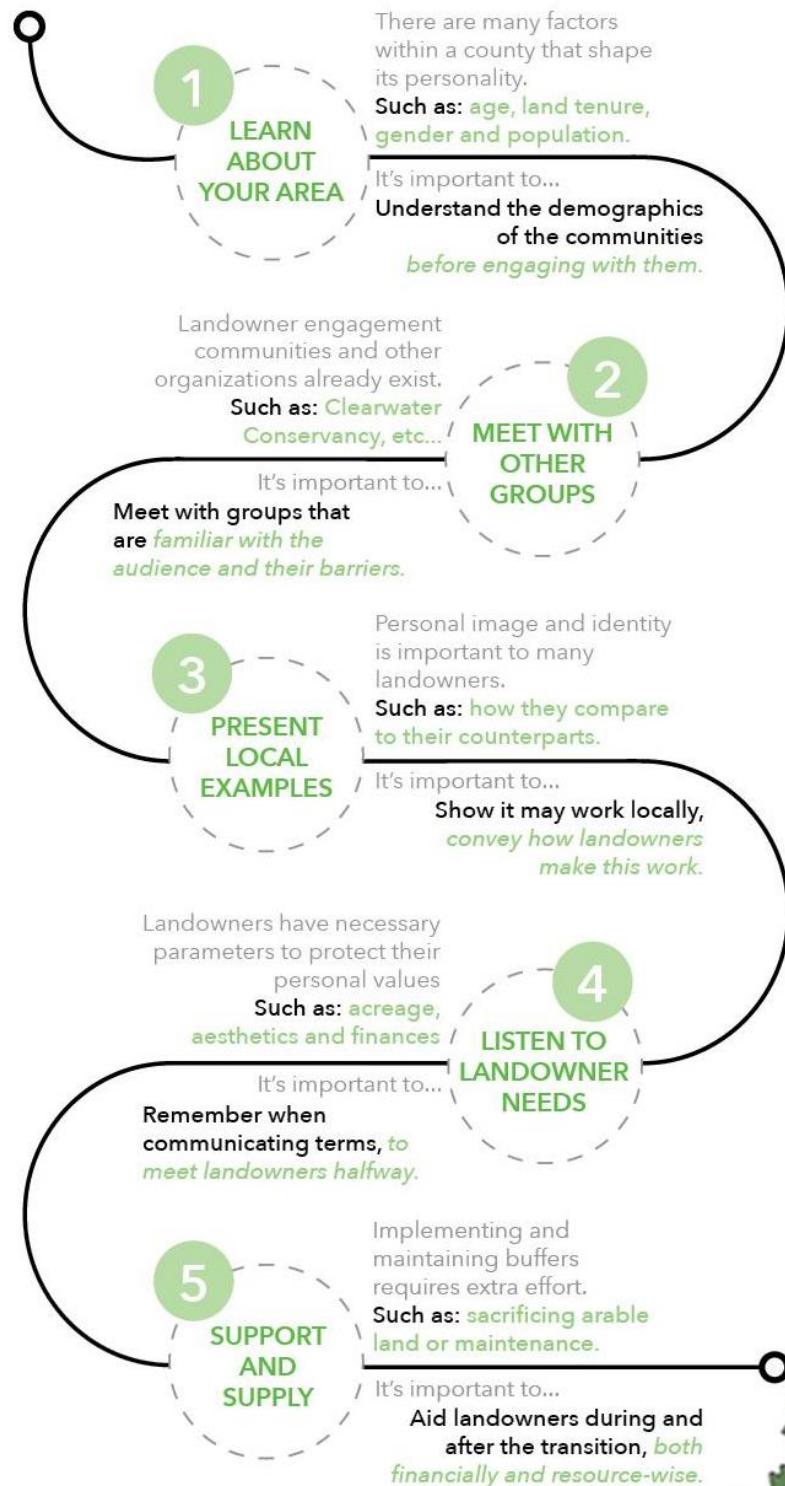 1
LEARN
ABOUT
YOUR AREA
There are many factors
within a county that shape
its personality.
Such as: age, land tenure,
gender and population.
It's important to...
Understand the demographics
of the communities
before engaging with them.
2
MEET WITH
OTHER
GROUPS
Landowner engagement
communities and other
organizations already exist.
Such as: Clearwater
Conservancy, etc...
It's important to...
Meet with groups that
are familiar with the
audience and their barriers.
3
PRESENT
LOCAL
EXAMPLES
Personal image and identity
is important to many
landowners.
Such as: how they compare
to their counterparts.
It's important to...
Show it may work locally,
convey how landowners
make this work.
4
LISTEN TO
LANDOWNER
NEEDS
Landowners have necessary
parameters to protect their
personal values
Such as: acreage,
aesthetics and finances
It's important to...
Remember when
communicating terms, to
meet landowners halfway.
5
SUPPORT
AND
SUPPLY
Implementing and
maintaining buffers
requires extra effort.
Such as: sacrificing arable
land or maintenance.
It's important to...
Aid landowners during and
after the transition, both
financially and resource-wise.